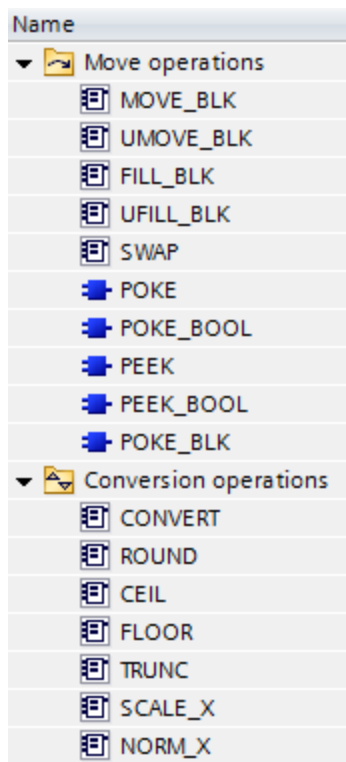 Name
Move operations
MOVE_BLK
UMOVE_BLK
FILL_BLK
UFILL_BLK
SWAP
POKE
POKE_BOOL
PEEK
PEEK_BOOL
POKE_BLK
Conversion operations
CONVERT
ROUND
CEIL
FLOOR
TRUNC
SCALE_X
NORM_X